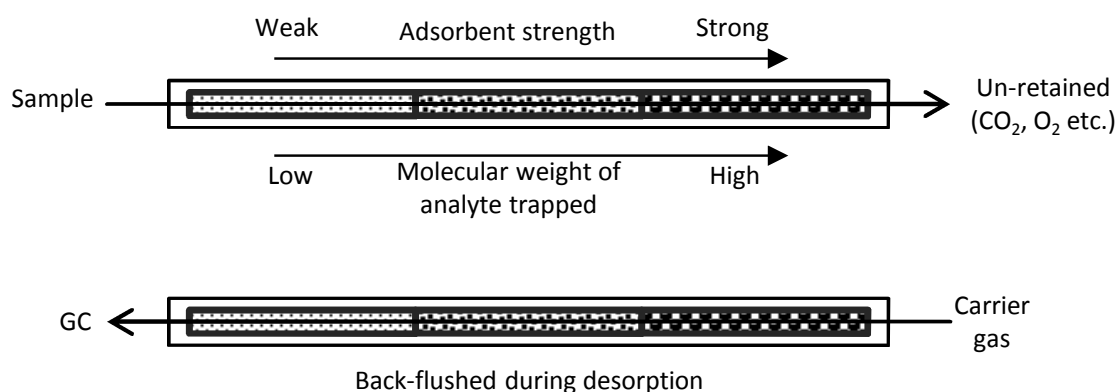 Weak Adsorbent strength Strong
Sample
Un-retained
(CO₂, O₂ etc.)
Low Molecular weight of High
analyte trapped
GC
Carrier
gas
Back-flushed during desorption